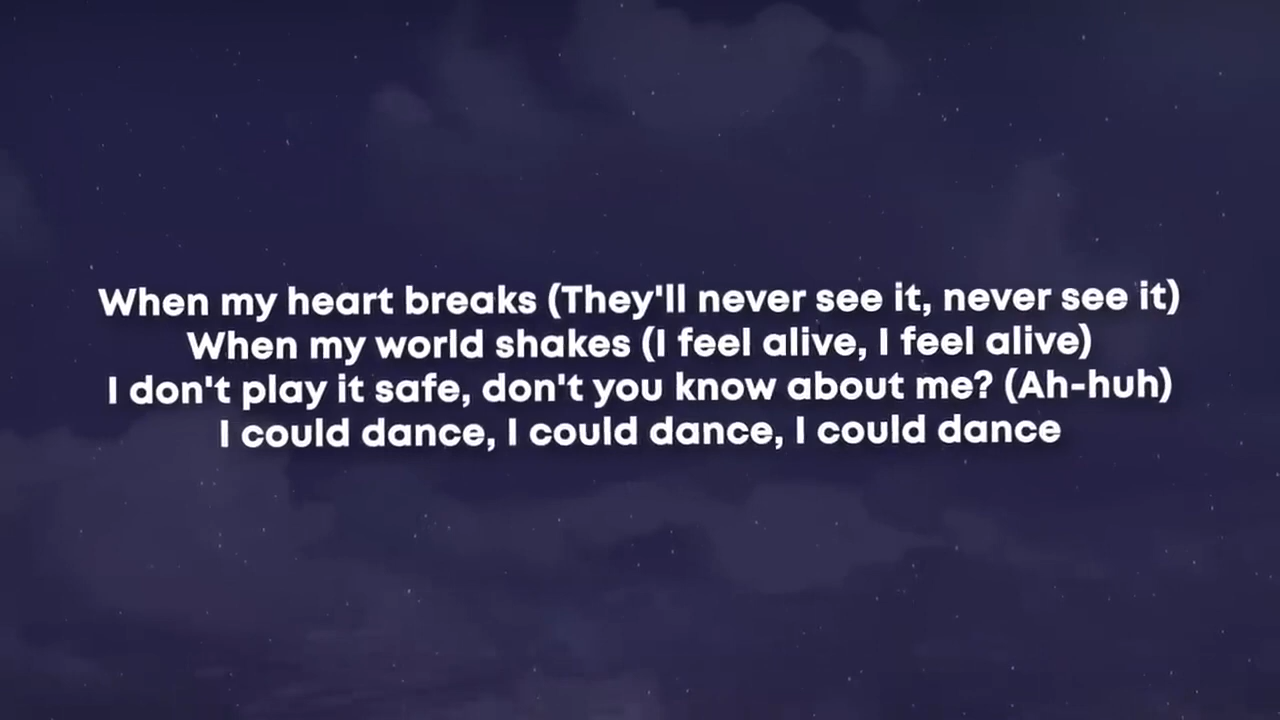 When my heart breaks (They'll never see it, never see it)
When my world shakes (I feel alive, I feel alive)
I don't play it safe, don't you know about me? (Ah-huh)
I could dance, I could dance, I could dance